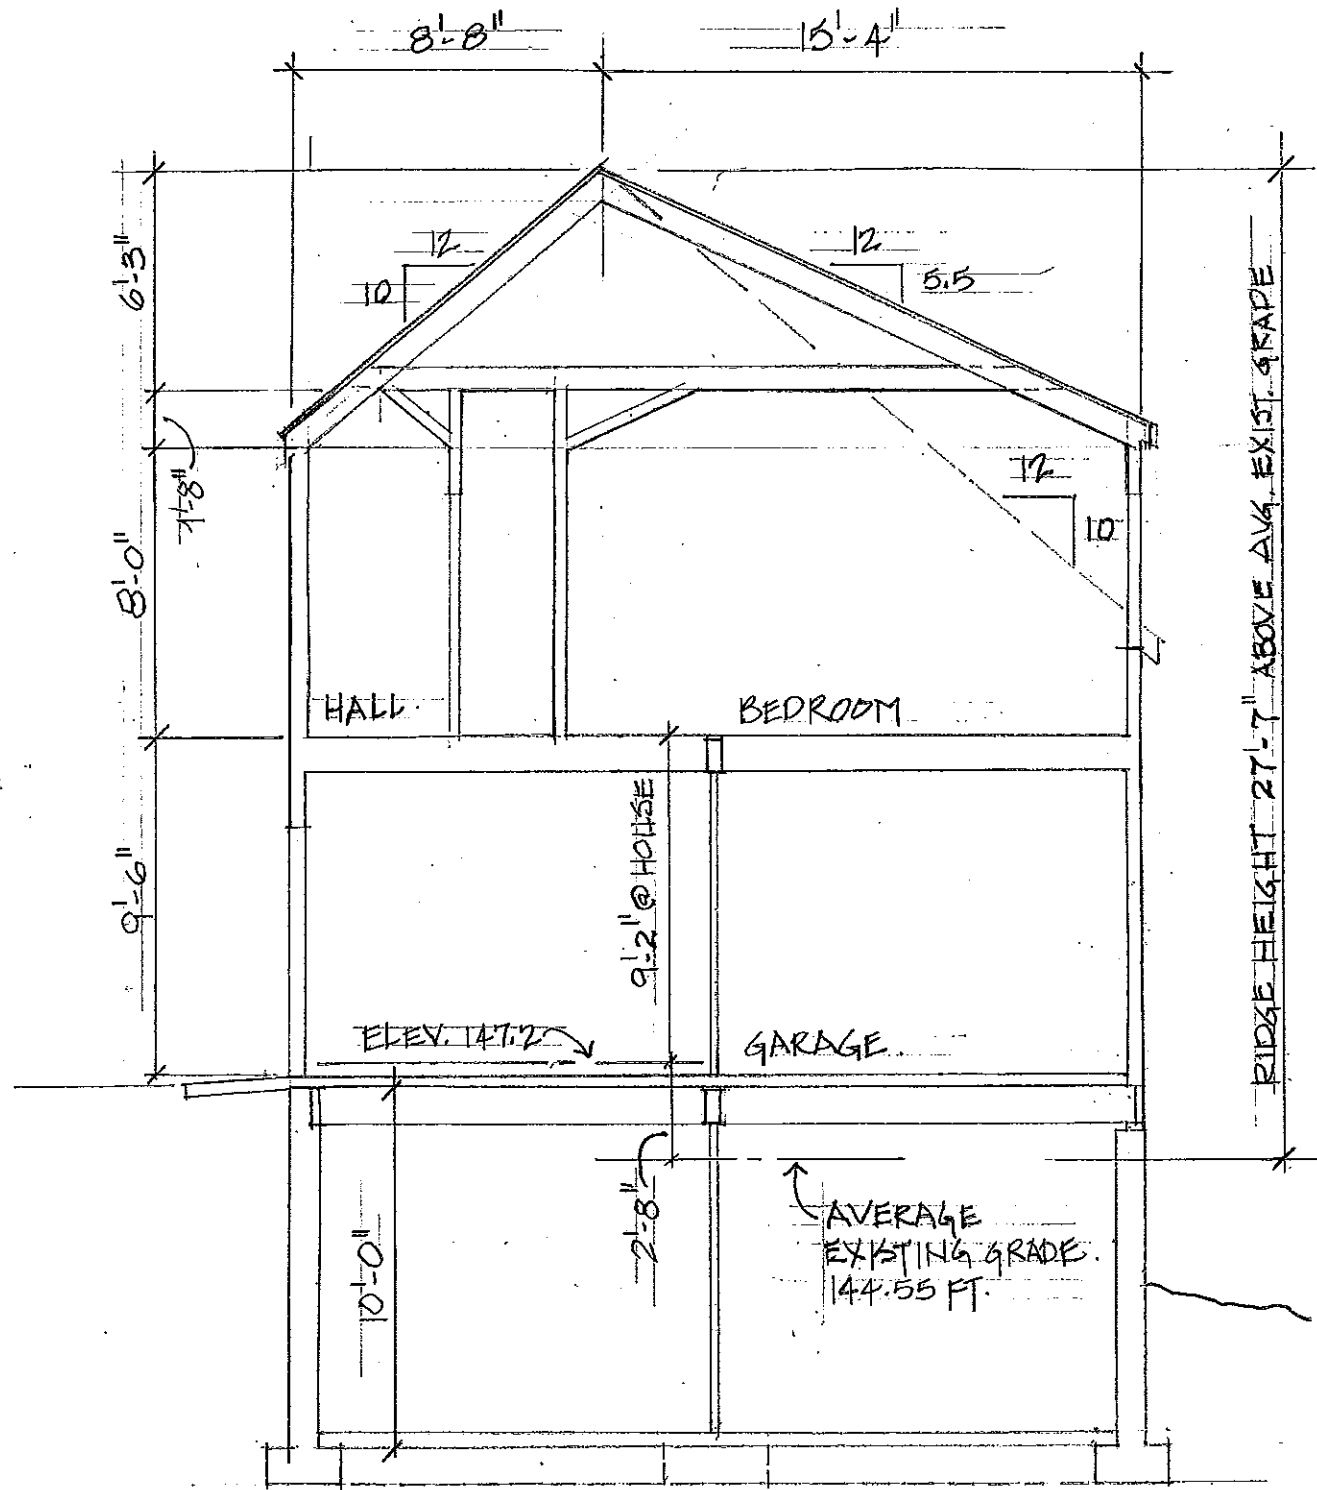 8'-8"
15'-4"
6'-3"
12
10
12
5.5
1'-8"
12
10
8'-0"
HALL
BEDROOM
9'-6"
9'-2" @ HOUSE
ELEV. 147.2
GARAGE.
RIDGE HEIGHT 27'-7" ABOVE AVG. EXIST. GRADE
2'-8"
10'-0"
AVERAGE
EXISTING GRADE.
144.55 FT.